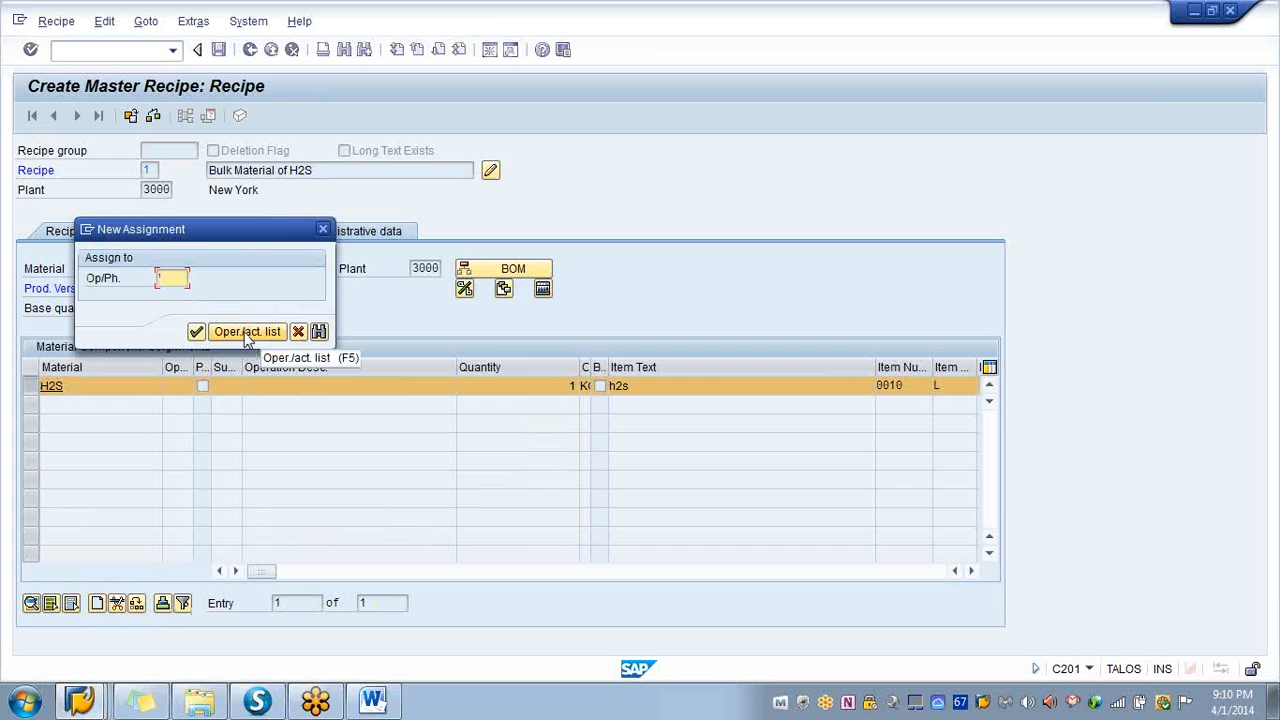 Recipe Edit Goto Extras System Help
Create Master Recipe: Recipe
Recipe group Deletion Flag Long Text Exists
Recipe 1 Bulk Material of H2S
Plant 3000 New York
Recip
New Assignment
istrative data
Assign to
Op/Ph.
Material Plant 3000 BOM
Prod. Vers
Base qua
Oper./act. list
Oper./act. list (F5)
Material Op... P.. Su... Operation Desc. Quantity C B.. Item Text Item Nu... Item ...
H2S 1 KG h2s 0010 L
Entry 1 of 1
SAP
C201 TALOS INS
67
9:10 PM
4/1/2014